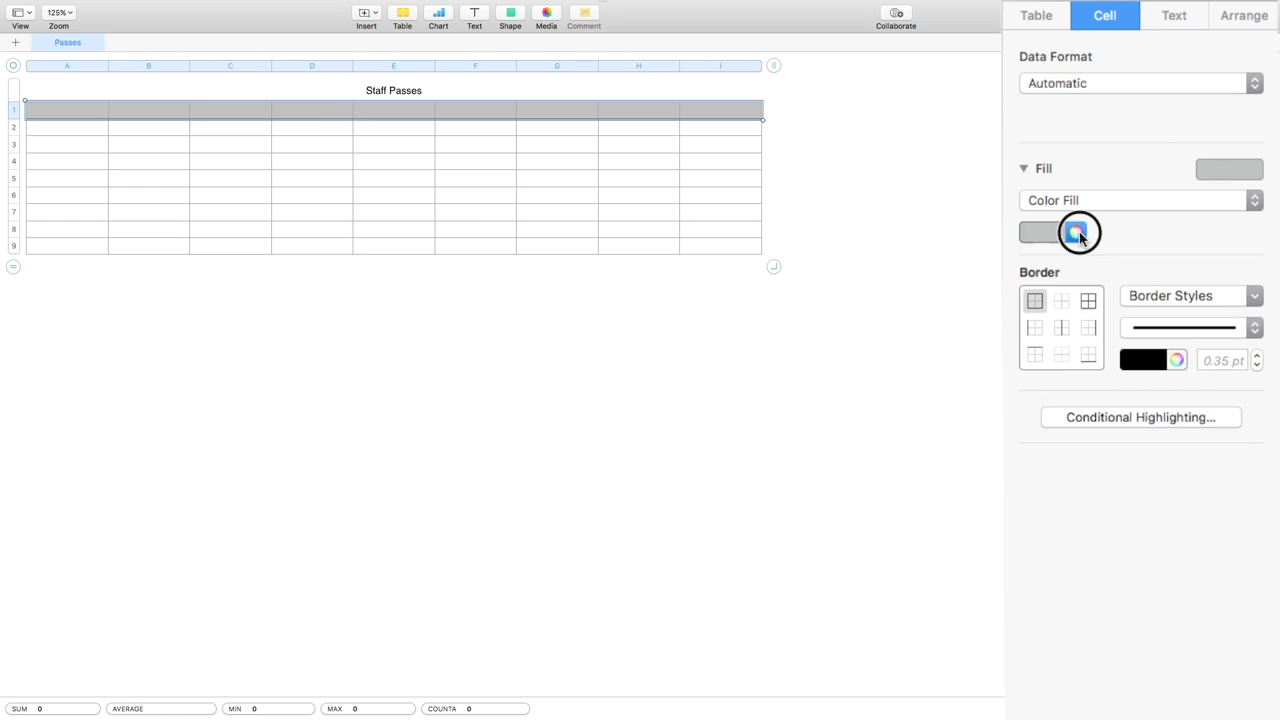 125%
View
Zoom
Insert
Table
Chart
Text
Shape
Media
Comment
Collaborate
Passes
A B C D E F G H I
Staff Passes
1
2
3
4
5
6
7
8
9
SUM 0
AVERAGE
MIN 0
MAX 0
COUNTA 0
Table
Cell
Text
Arrange
Data Format
Automatic
Fill
Color Fill
Border
Border Styles
0.35 pt
Conditional Highlighting...